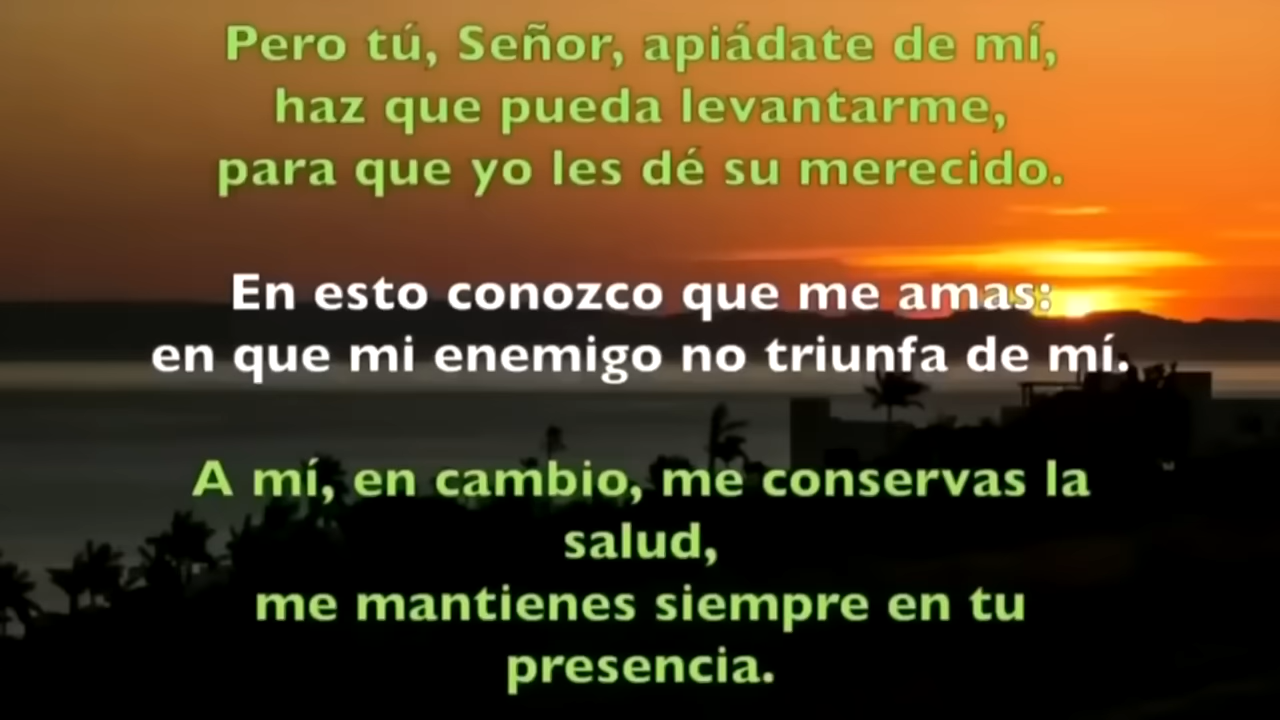 Pero tú, Señor, apiádate de mí,
haz que pueda levantarme,
para que yo les dé su merecido.
En esto conozco que me amas:
en que mi enemigo no triunfa de mí.
A mí, en cambio, me conservas la
salud,
me mantienes siempre en tu
presencia.